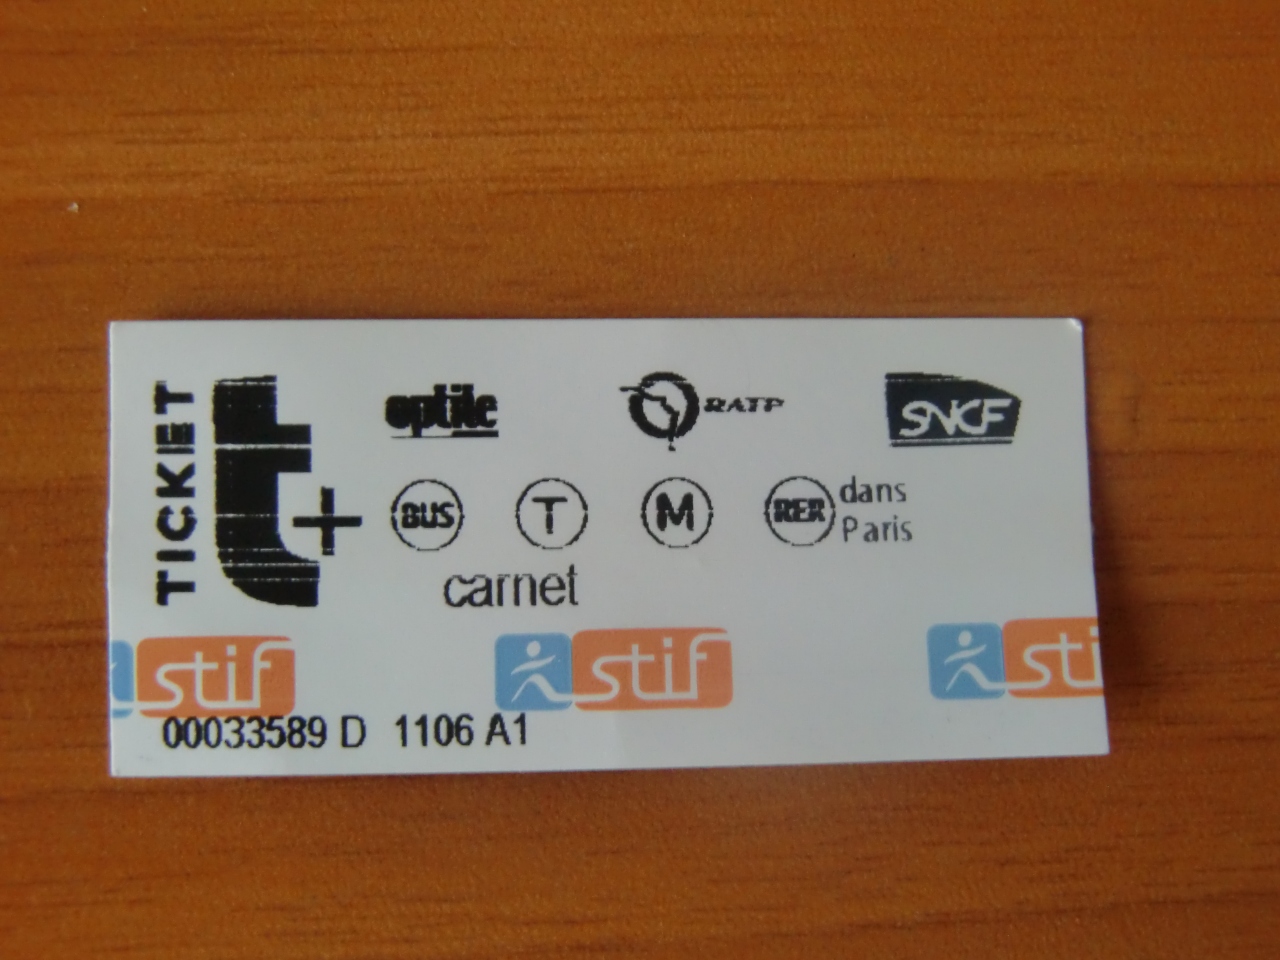 TICKET t+
optile RATP SNCF
BUS T M RER dans Paris
carnet
stif stif sti
00033589 D 1106 A1